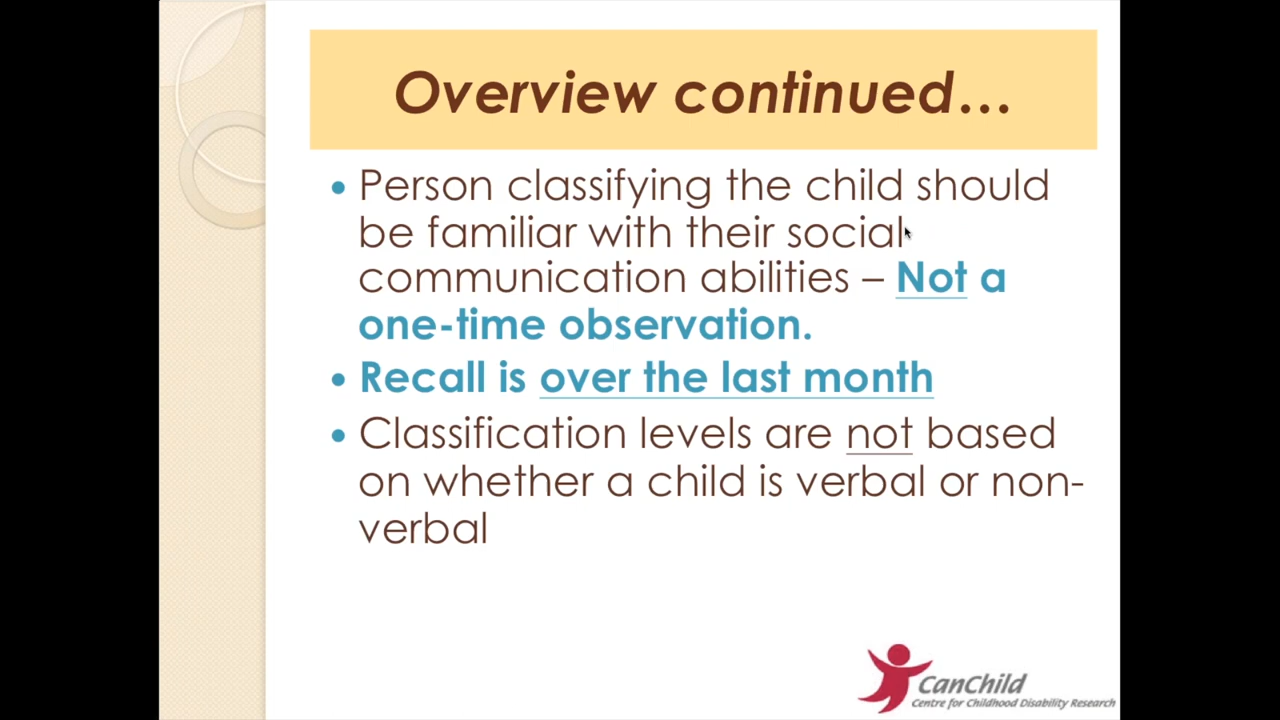 Overview continued…
• Person classifying the child should
be familiar with their social
communication abilities – Not a
one-time observation.
• Recall is over the last month
• Classification levels are not based
on whether a child is verbal or non-
verbal
CanChild
Centre for Childhood Disability Research